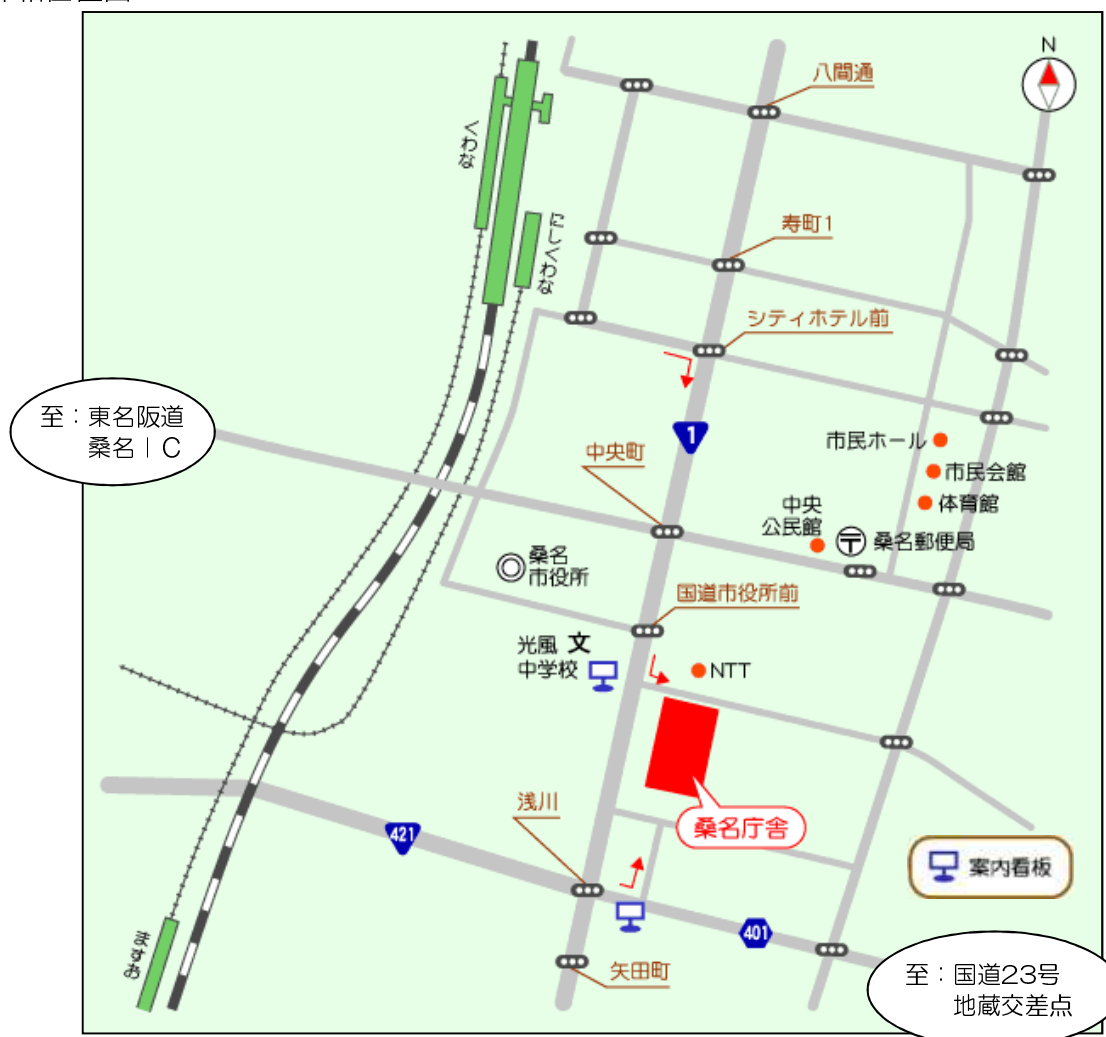 N
八間通
くわな
にしくわな
寿町1
シティホテル前
至：東名阪道
桑名ＩＣ
1
中央町
市民ホール
市民会館
体育館
中央
公民館
桑名郵便局
桑名
市役所
国道市役所前
光風 文
中学校
NTT
浅川
421
桑名庁舎
案内看板
401
ますお
矢田町
至：国道23号
地蔵交差点